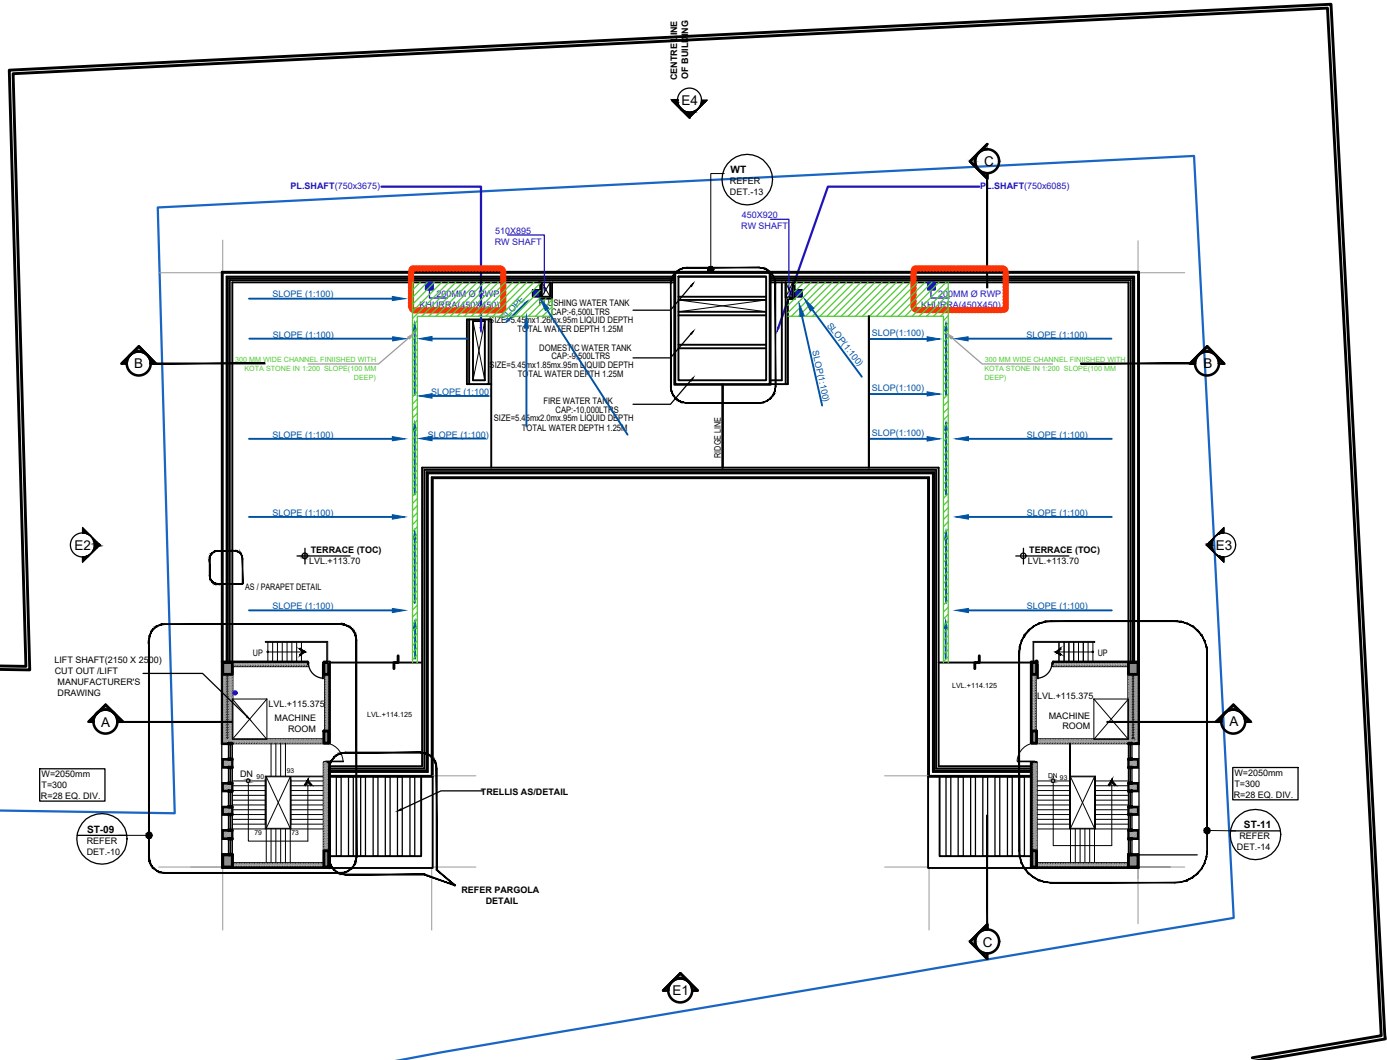 CENTRE LINE
OF BUILDING
E4
C
WT
REFER
DET.-13
PL.SHAFT(750x3675)
PL.SHAFT(750x6085)
510X895
RW SHAFT
450X920
RW SHAFT
200MM Ø RWP
KHURRA(450X450)
200MM Ø RWP
KHURRA(450X450)
SLOPE (1:100)
SLOPE (1:100)
SLOPE
FLUSHING WATER TANK
CAP:-6,500LTRS
SIZE=5.45mx1.26mx.95m LIQUID DEPTH
TOTAL WATER DEPTH 1.25M
SLOPE (1:100)
SLOP(1:100)
SLOP(1:100)
SLOP(1:100)
SLOPE (1:100)
B
300 MM WIDE CHANNEL FINIISHED WITH
KOTA STONE IN 1:200 SLOPE(100 MM
DEEP)
DOMESTIC WATER TANK
CAP:-9,500LTRS
SIZE=5.45mx1.85mx.95m LIQUID DEPTH
TOTAL WATER DEPTH 1.25M
300 MM WIDE CHANNEL FINIISHED WITH
KOTA STONE IN 1:200 SLOPE(100 MM
DEEP)
B
SLOPE (1:100)
SLOP(1:100)
FIRE WATER TANK
CAP:-10,000LTRS
SIZE=5.45mx2.0mx.95m LIQUID DEPTH
TOTAL WATER DEPTH 1.25M
SLOPE (1:100)
SLOPE (1:100)
RIDGE LINE
SLOP(1:100)
SLOPE (1:100)
SLOPE (1:100)
SLOPE (1:100)
E2
TERRACE (TOC)
LVL.+113.70
TERRACE (TOC)
LVL.+113.70
E3
AS / PARAPET DETAIL
SLOPE (1:100)
SLOPE (1:100)
UP
UP
LIFT SHAFT(2150 X 2500)
CUT OUT /LIFT
MANUFACTURER'S
DRAWING
LVL.+115.375
MACHINE
ROOM
LVL.+114.125
LVL.+114.125
LVL.+115.375
MACHINE
ROOM
A
A
W=2050mm
T=300
R=28 EQ. DIV.
DN
90
93
79
73
TRELLIS AS/DETAIL
DN
93
W=2050mm
T=300
R=28 EQ. DIV.
ST-09
REFER
DET.-10
ST-11
REFER
DET.-14
REFER PARGOLA
DETAIL
C
E1